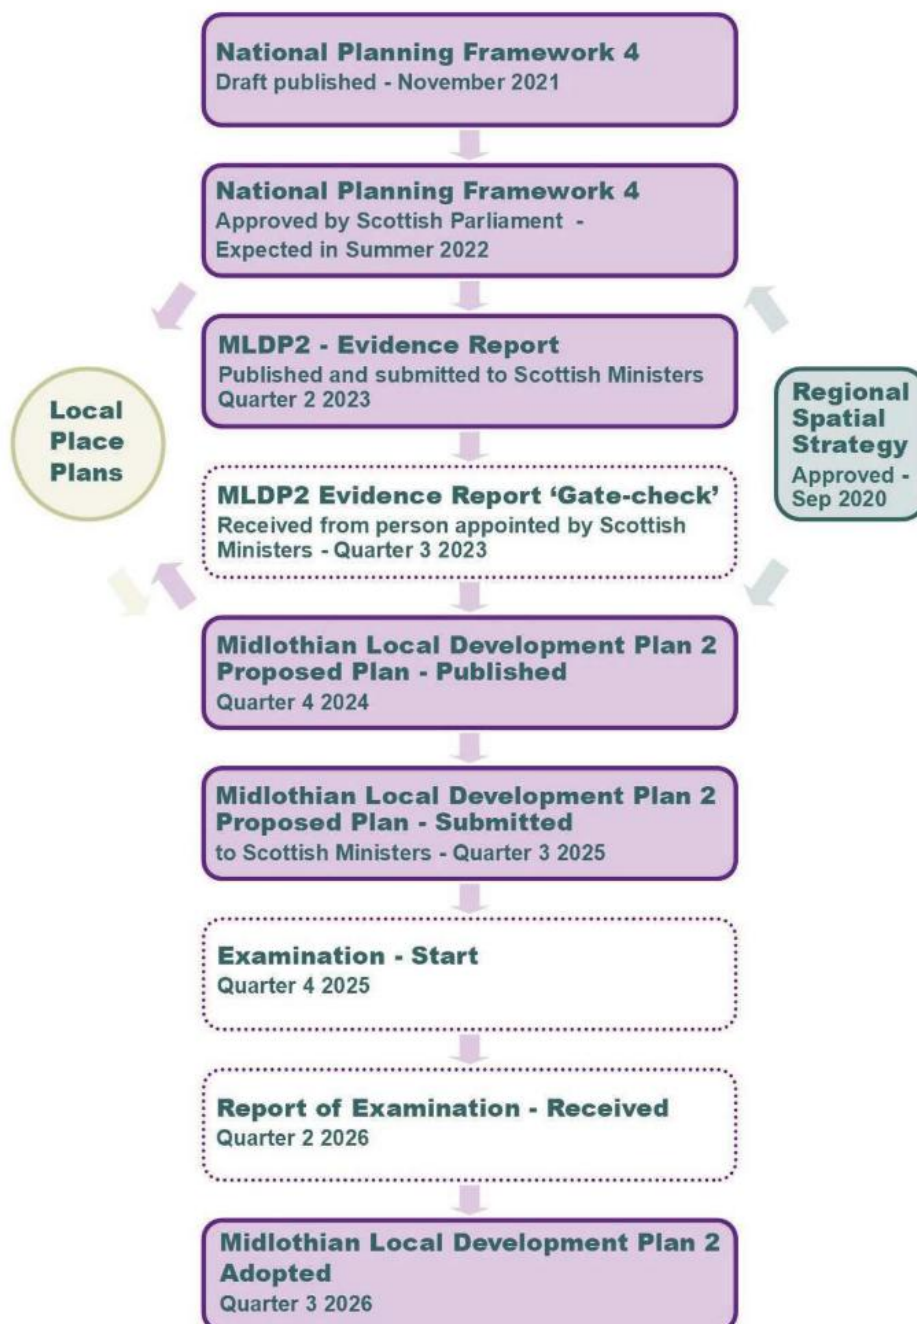 National Planning Framework 4
Draft published - November 2021
National Planning Framework 4
Approved by Scottish Parliament -
Expected in Summer 2022
MLDP2 - Evidence Report
Published and submitted to Scottish Ministers
Quarter 2 2023
Local
Place
Plans
Regional
Spatial
Strategy
Approved -
Sep 2020
MLDP2 Evidence Report ‘Gate-check’
Received from person appointed by Scottish
Ministers - Quarter 3 2023
Midlothian Local Development Plan 2
Proposed Plan - Published
Quarter 4 2024
Midlothian Local Development Plan 2
Proposed Plan - Submitted
to Scottish Ministers - Quarter 3 2025
Examination - Start
Quarter 4 2025
Report of Examination - Received
Quarter 2 2026
Midlothian Local Development Plan 2
Adopted
Quarter 3 2026